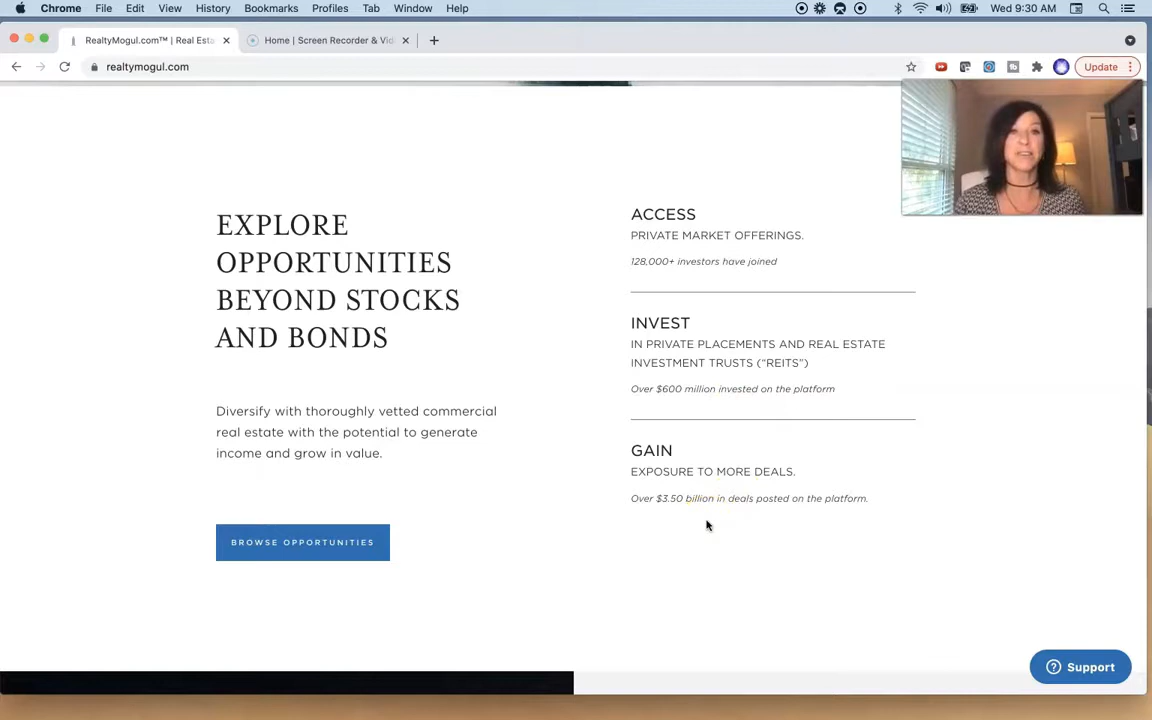 Chrome File Edit View History Bookmarks Profiles Tab Window Help Wed 9:30 AM
RealtyMogul.com™ | Real Esta Home | Screen Recorder & Vid
realtymogul.com Update
EXPLORE
OPPORTUNITIES
BEYOND STOCKS
AND BONDS
Diversify with thoroughly vetted commercial
real estate with the potential to generate
income and grow in value.
BROWSE OPPORTUNITIES
ACCESS
PRIVATE MARKET OFFERINGS.
128,000+ investors have joined
INVEST
IN PRIVATE PLACEMENTS AND REAL ESTATE
INVESTMENT TRUSTS (“REITS”)
Over $600 million invested on the platform
GAIN
EXPOSURE TO MORE DEALS.
Over $3.50 billion in deals posted on the platform.
Support